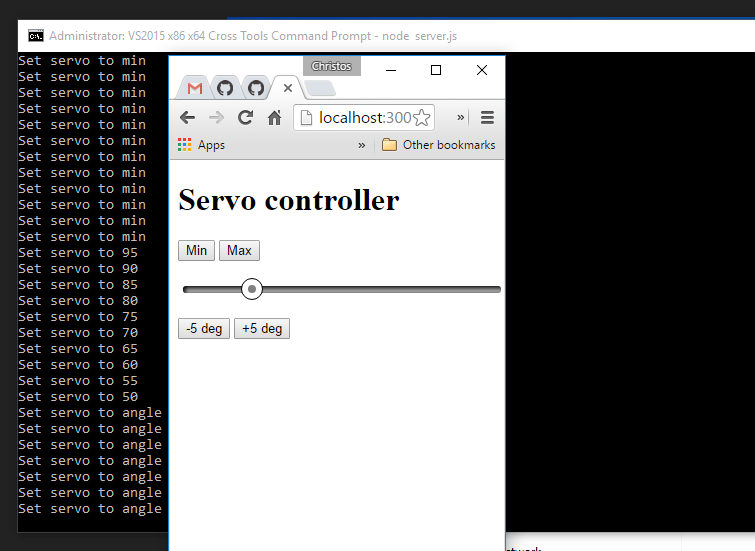 Administrator: VS2015 x86 x64 Cross Tools Command Prompt - node server.js
Set servo to min
Set servo to min
Set servo to min
Set servo to min
Set servo to min
Set servo to min
Set servo to min
Set servo to min
Set servo to min
Set servo to min
Set servo to min
Set servo to min
Set servo to 95
Set servo to 90
Set servo to 85
Set servo to 80
Set servo to 75
Set servo to 70
Set servo to 65
Set servo to 60
Set servo to 55
Set servo to 50
Set servo to angle
Set servo to angle
Set servo to angle
Set servo to angle
Set servo to angle
Set servo to angle
Set servo to angle
Christos
localhost:300
Apps
» Other bookmarks
Servo controller
Min Max
-5 deg +5 deg